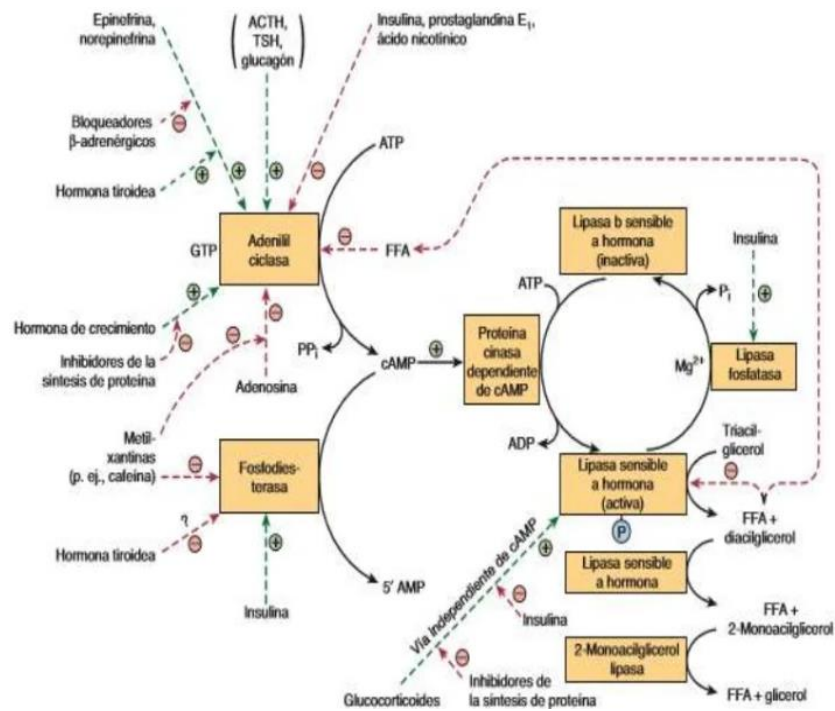 Epinefrina,
norepinefrina
ACTH,
TSH,
glucagón
Insulina, prostaglandina E1,
ácido nicotínico
Bloqueadores
β-adrenérgicos
Hormona tiroidea
ATP
GTP
Adenilil
ciclasa
FFA
Lipasa b sensible
a hormona
(inactiva)
Insulina
ATP
Pi
Hormona de crecimiento
Inhibidores de la
síntesis de proteína
Adenosina
PPi
cAMP
Proteína
cinasa
dependiente
de cAMP
Mg2+
Lipasa
fosfatasa
Metil-
xantinas
(p. ej., cafeína)
Fosfodies-
terasa
ADP
Lipasa sensible
a hormona
(activa)
P
Triacil-
glicerol
FFA +
diacilglicerol
?
Hormona tiroidea
Insulina
5' AMP
Vía independiente de cAMP
Insulina
Lipasa sensible
a hormona
FFA +
2-Monoacilglicerol
2-Monoacilglicerol
lipasa
Glucocorticoides
Inhibidores de
la síntesis de proteína
FFA + glicerol